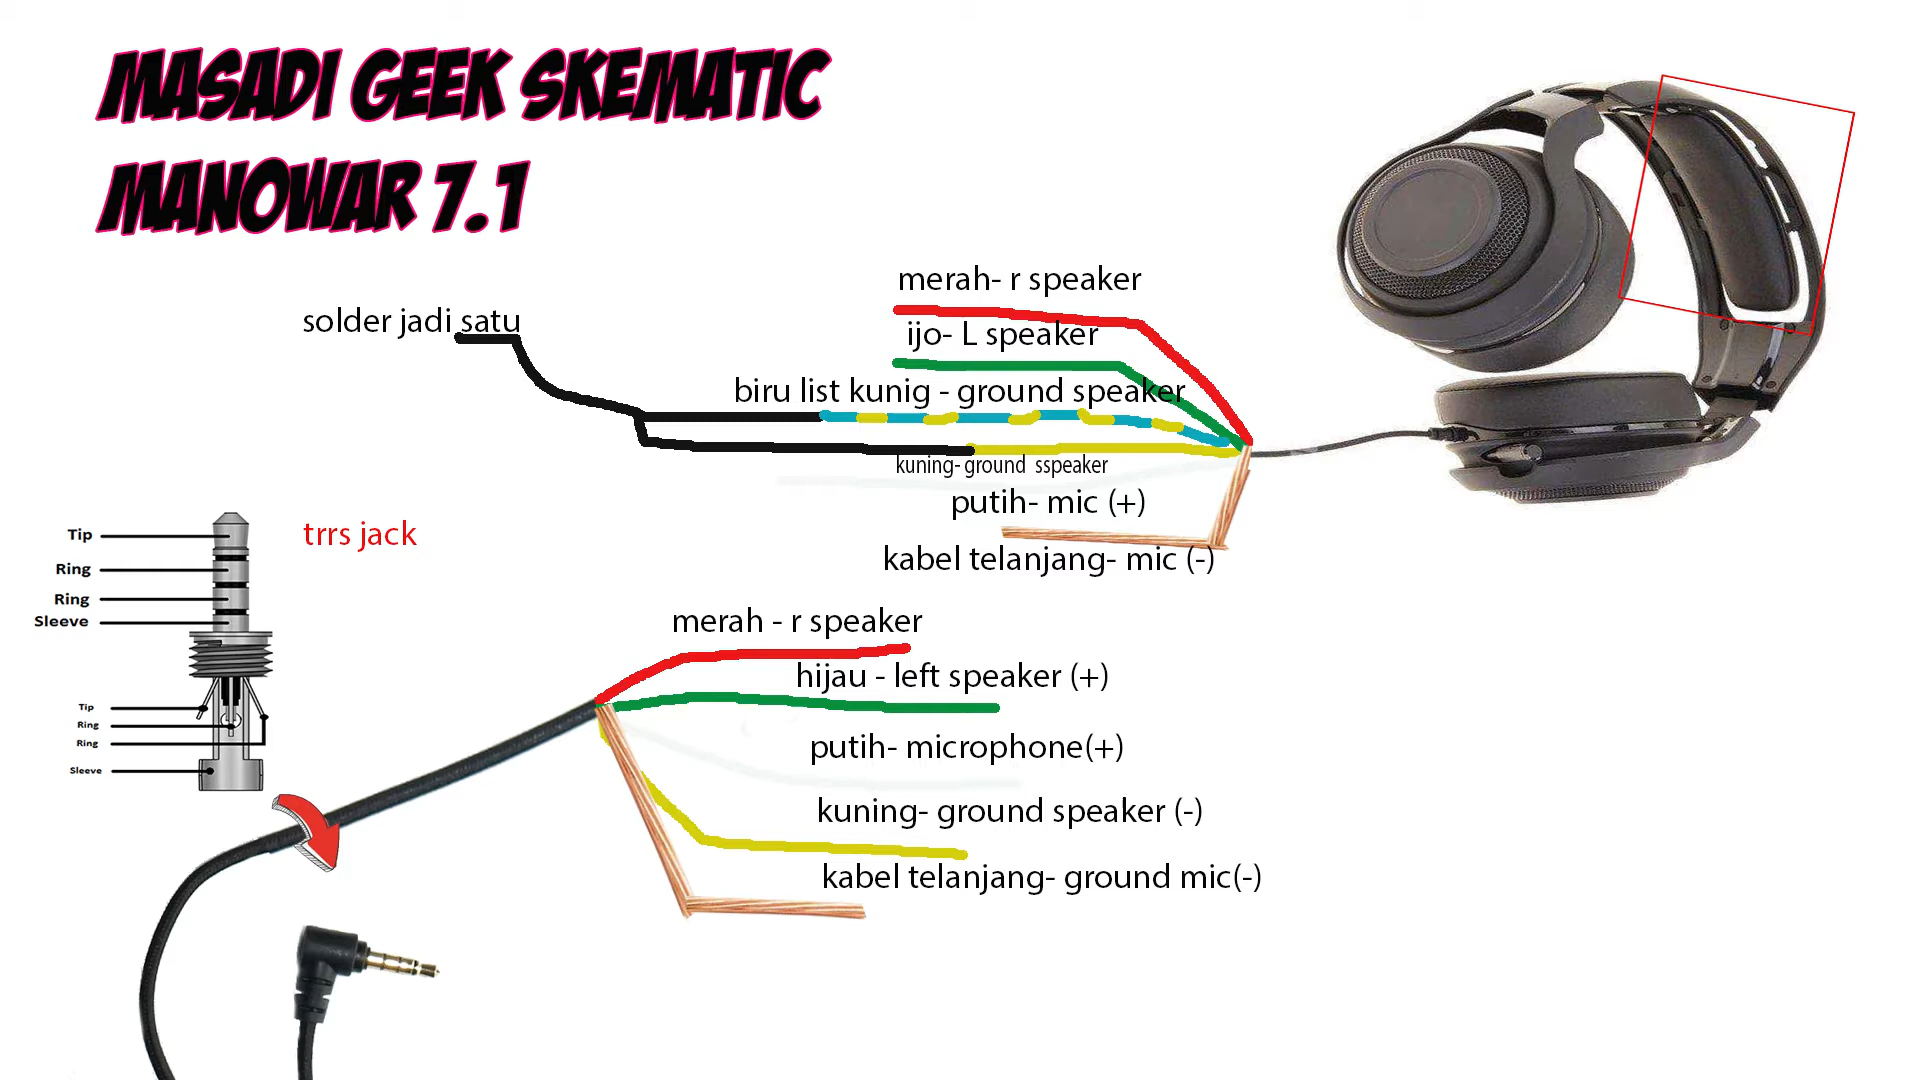 MASADI GEEK SKEMATIC
MANOWAR 7.1
merah- r speaker
solder jadi satu
ijo- L speaker
biru list kunig - ground speaker
kuning- ground sspeaker
putih- mic (+)
kabel telanjang- mic (-)
trrs jack
Tip
Ring
Ring
Sleeve
Tip
Ring
Ring
Sleeve
merah - r speaker
hijau - left speaker (+)
putih- microphone(+)
kuning- ground speaker (-)
kabel telanjang- ground mic(-)